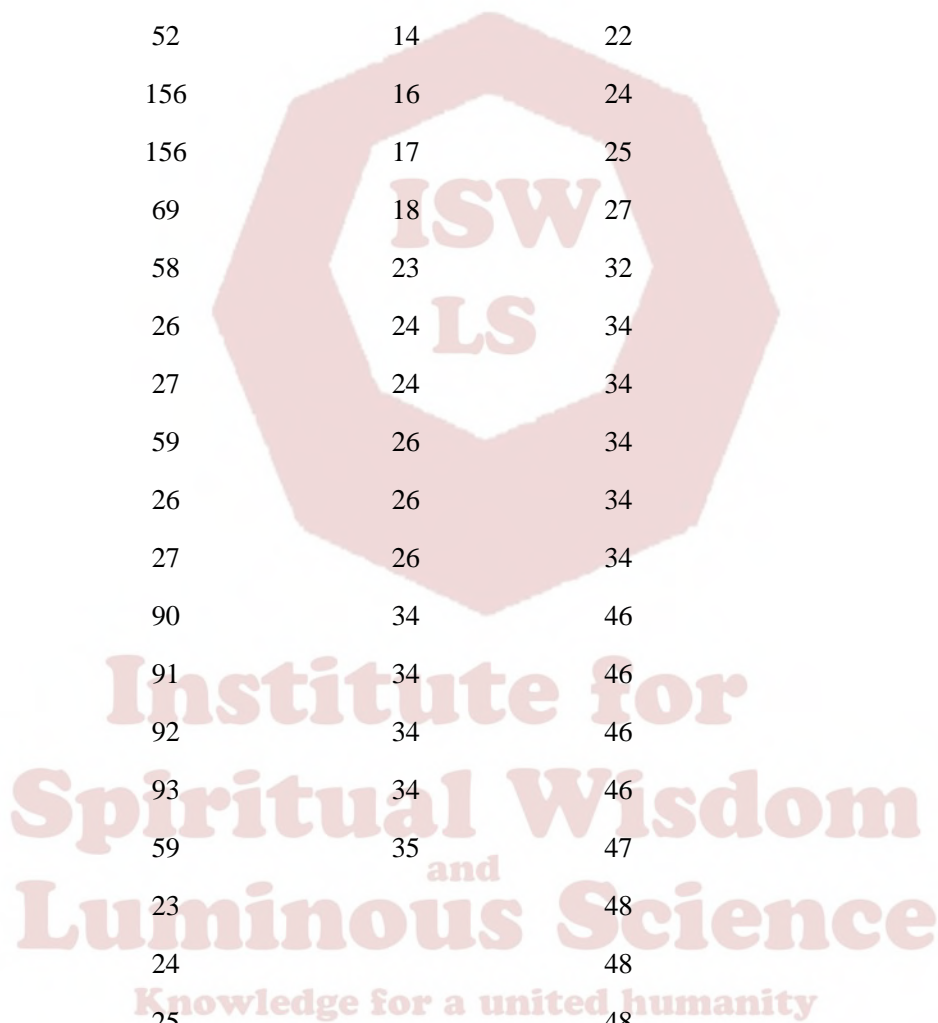 52 14 22
156 16 24
156 17 25
69 18 27
ISW
58 23 32
26 24 34
LS
27 24 34
59 26 34
26 26 34
27 26 34
90 34 46
91 34 46
Institute for
92 34 46
93 34 46
Spiritual Wisdom
59 35 47
and
23 48
Luminous Science
24 48
Knowledge for a united humanity
25 48